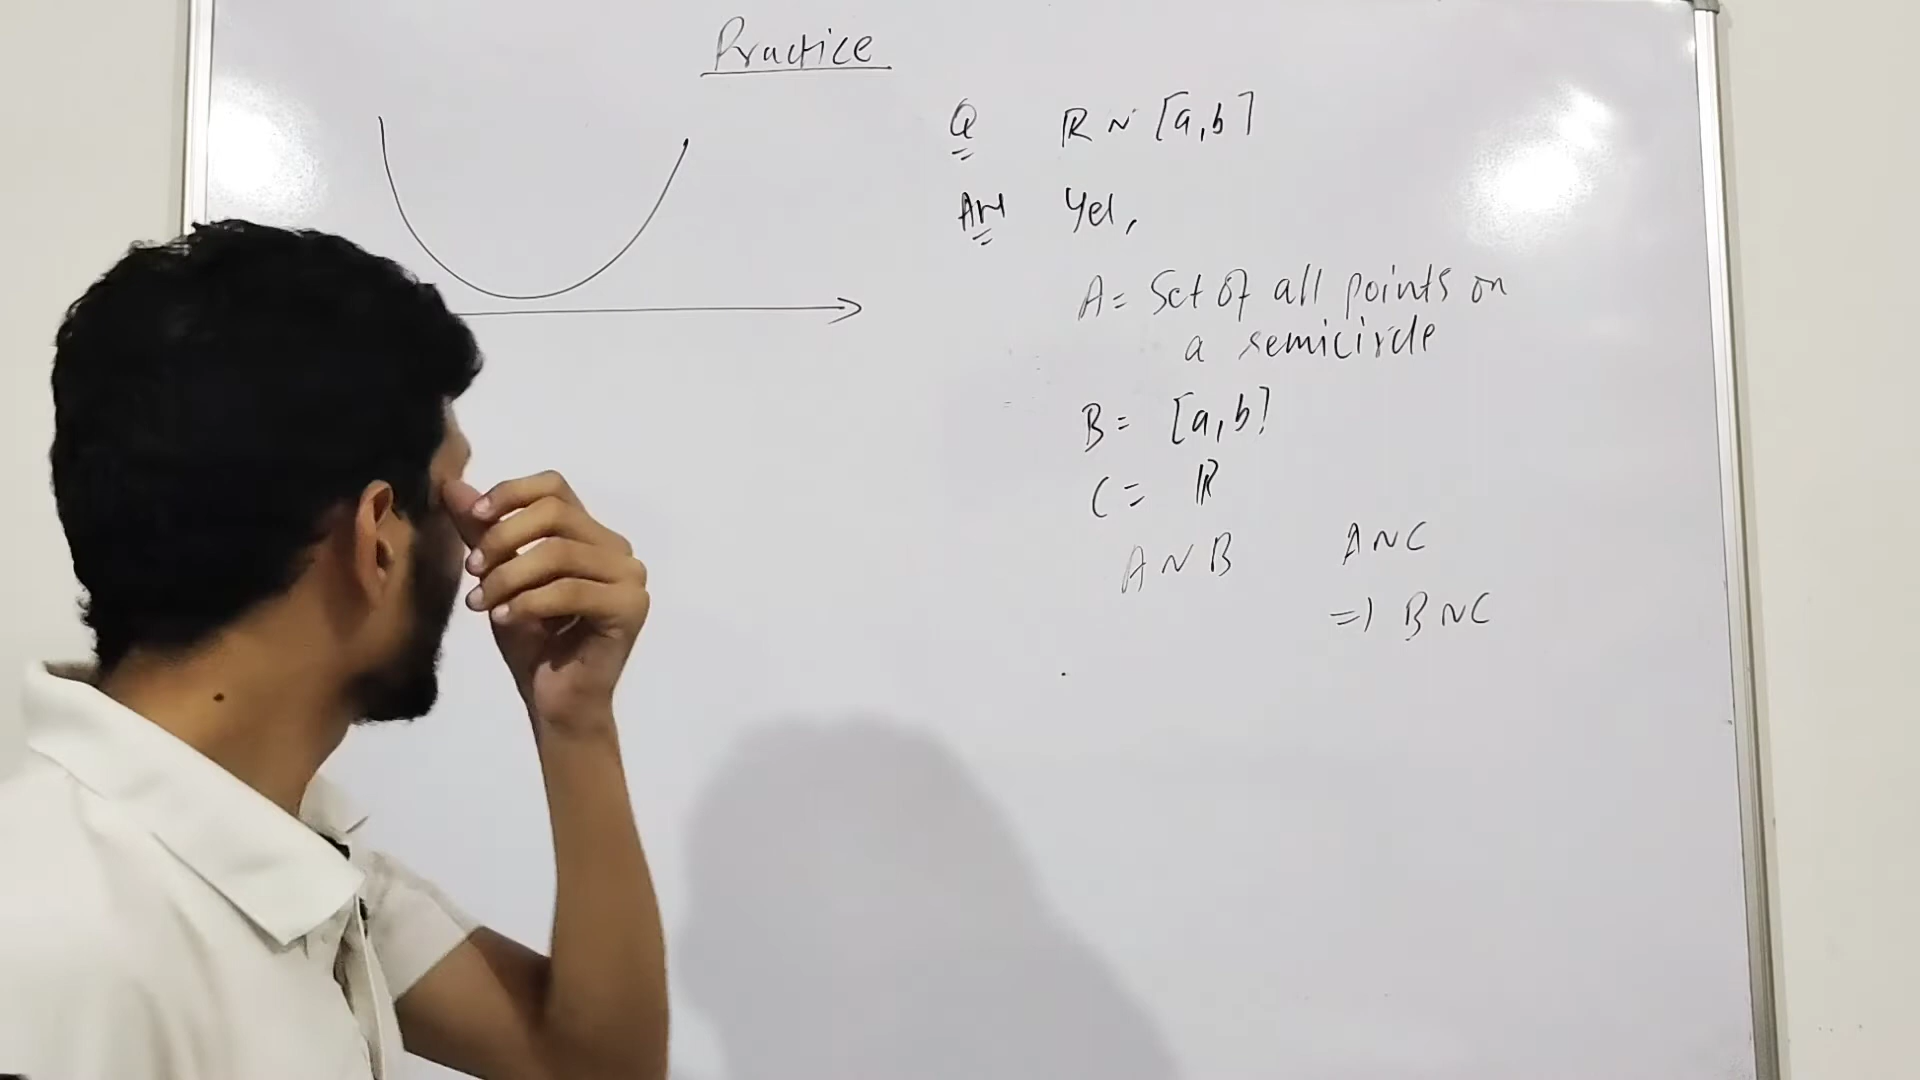 Practice
Q R ~ [a,b]
Ans Yes,
A = Set of all points on
a semicircle
B = [a,b]
C = R
A ~ B A ~ C
=) B ~ C